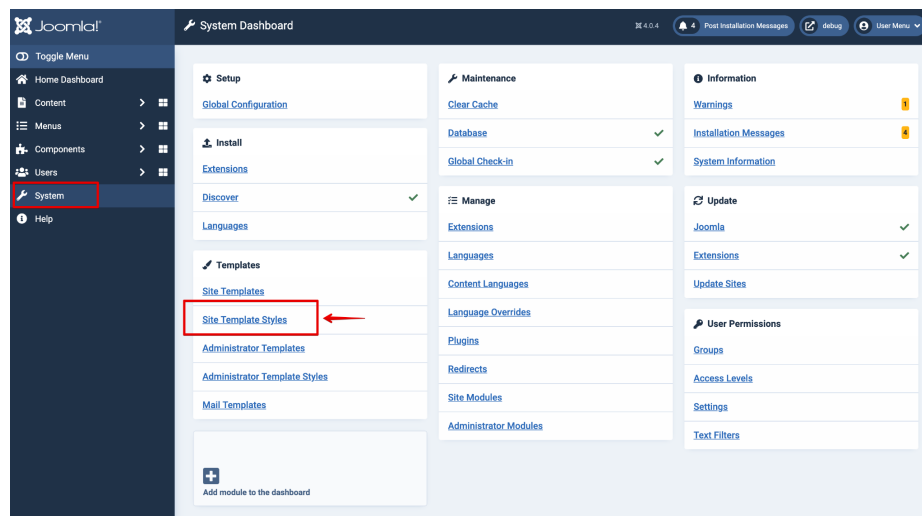 Joomla!®
System Dashboard
4.0.4
4 Post Installation Messages
debug
User Menu
Toggle Menu
Home Dashboard
Content
Menus
Components
Users
System
Help
Setup
Global Configuration
Install
Extensions
Discover
Languages
Templates
Site Templates
Site Template Styles
Administrator Templates
Administrator Template Styles
Mail Templates
Add module to the dashboard
Maintenance
Clear Cache
Database
Global Check-in
Manage
Extensions
Languages
Content Languages
Language Overrides
Plugins
Redirects
Site Modules
Administrator Modules
Information
Warnings 1
Installation Messages 4
System Information
Update
Joomla
Extensions
Update Sites
User Permissions
Groups
Access Levels
Settings
Text Filters